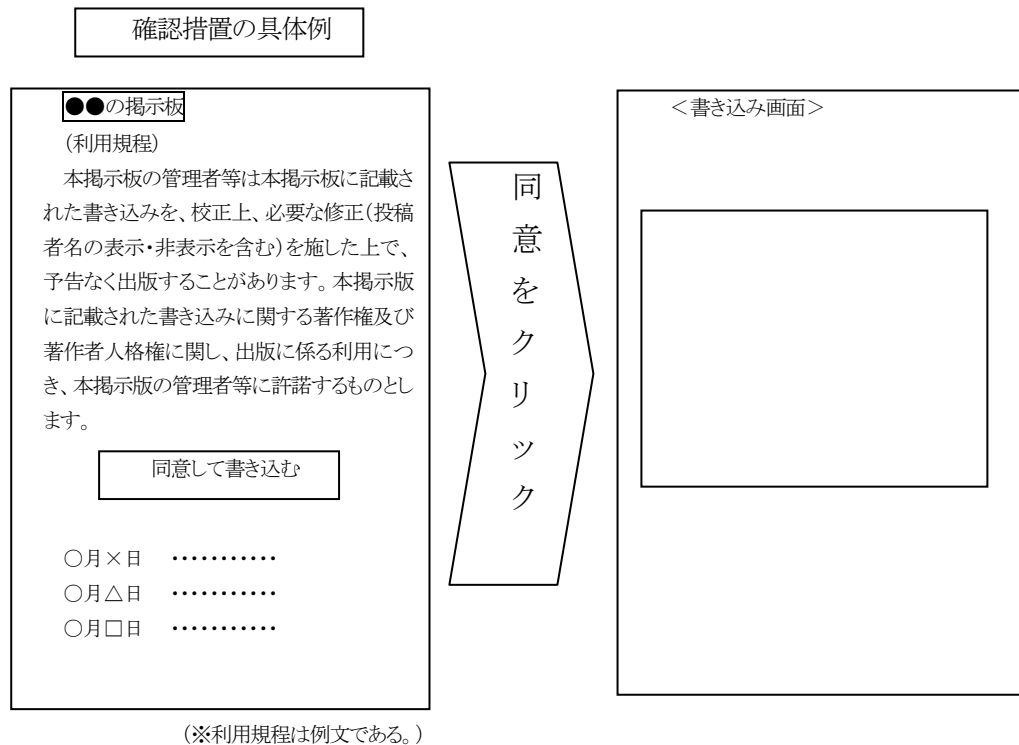 確認措置の具体例
●●の掲示板
(利用規程)
本掲示板の管理者等は本掲示板に記載さ
れた書き込みを、校正上、必要な修正(投稿
者名の表示・非表示を含む)を施した上で、
予告なく出版することがあります。本掲示版
に記載された書き込みに関する著作権及び
著作者人格権に関し、出版に係る利用につ
き、本掲示版の管理者等に許諾するものとし
ます。
同意して書き込む
○月×日 ・・・・・・・・・・・
○月△日 ・・・・・・・・・・・
○月□日 ・・・・・・・・・・・
(※利用規程は例文である。)
同意をクリック
<書き込み画面>